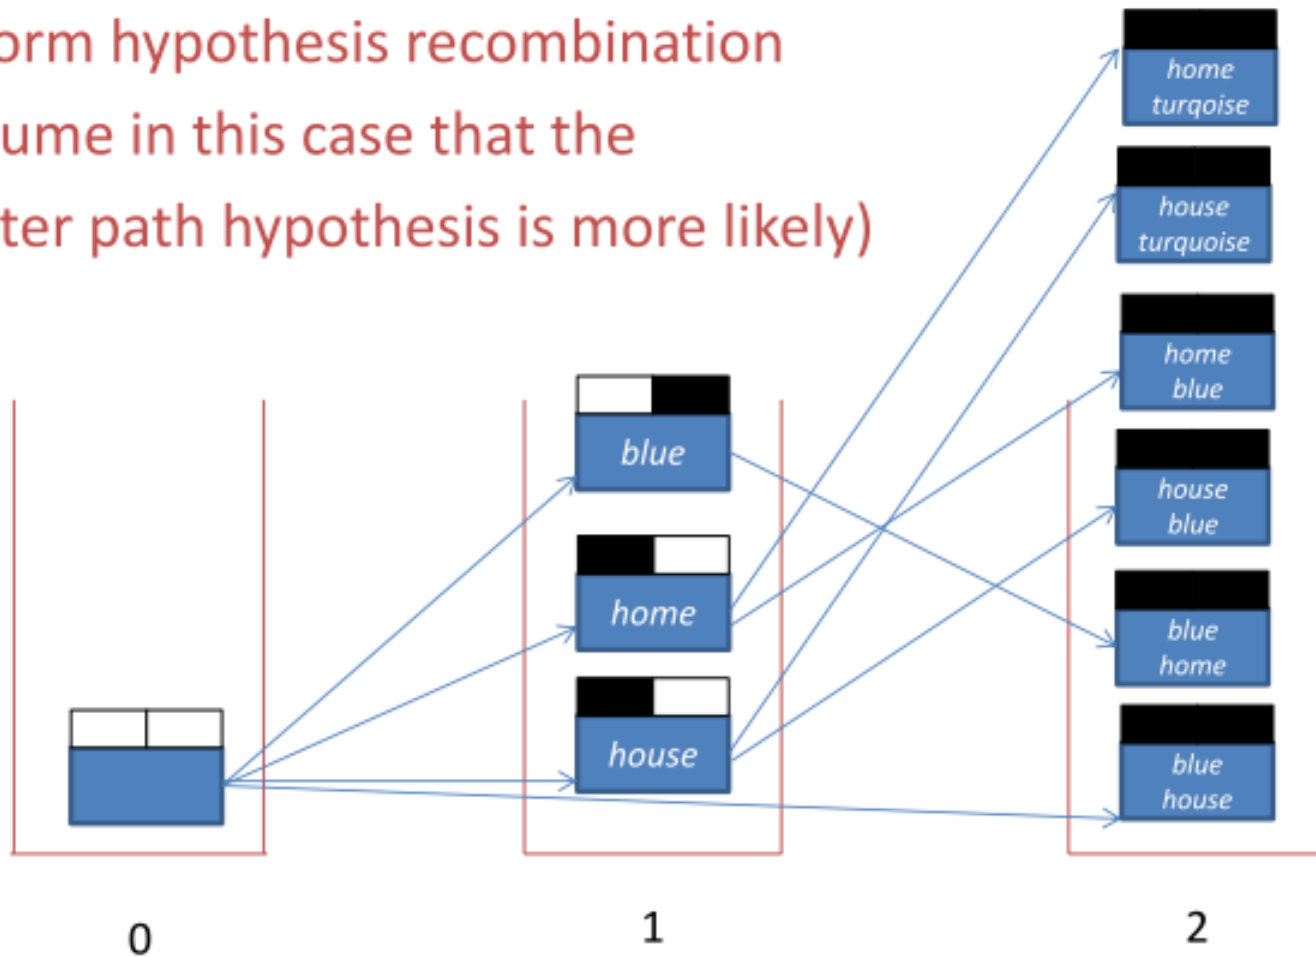 orm hypothesis recombination
ume in this case that the
ter path hypothesis is more likely)
home
turqoise
house
turquoise
home
blue
house
blue
blue
home
blue
house
blue
home
house
0
1
2